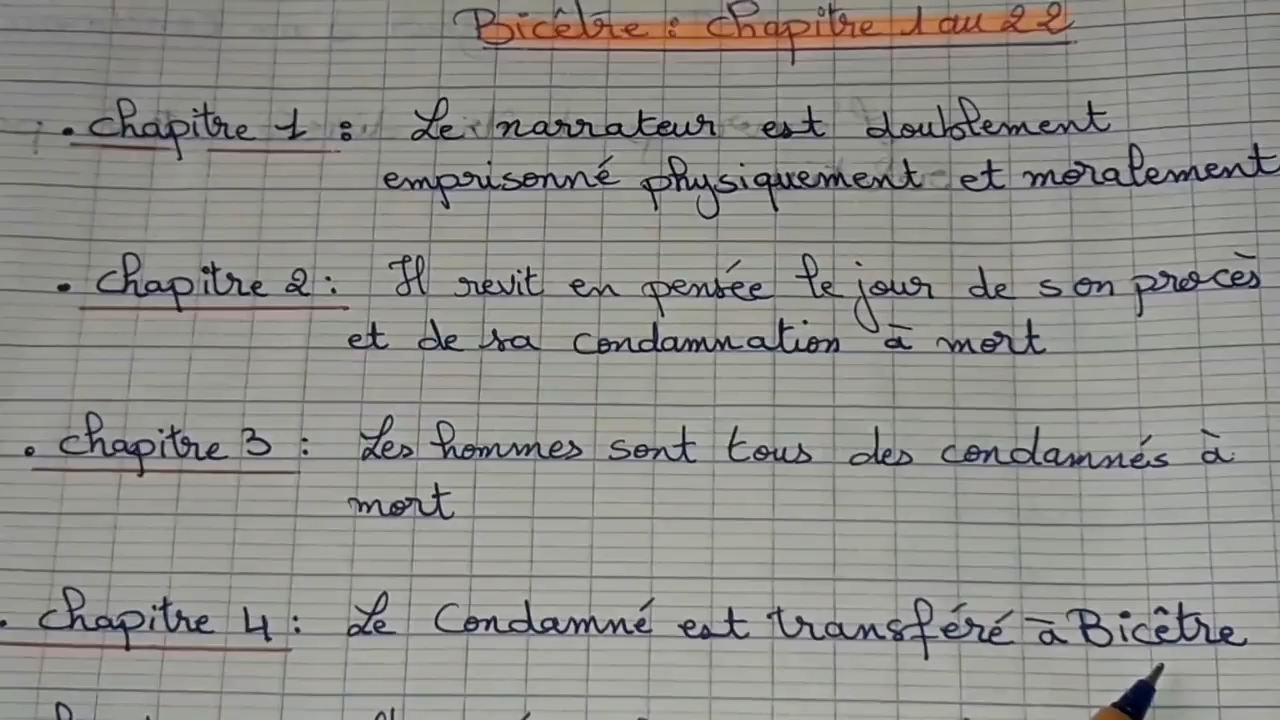 Bicêtre : Chapitre 1 au 22
. Chapitre 1 : Le narrateur est doublement
emprisonné physiquement et moralement
. Chapitre 2 : Il revit en pensée le jour de son procès
et de sa condamnation à mort
. Chapitre 3 : Les hommes sont tous des condamnés à
mort
. Chapitre 4 : Le Condamné est transféré à Bicêtre